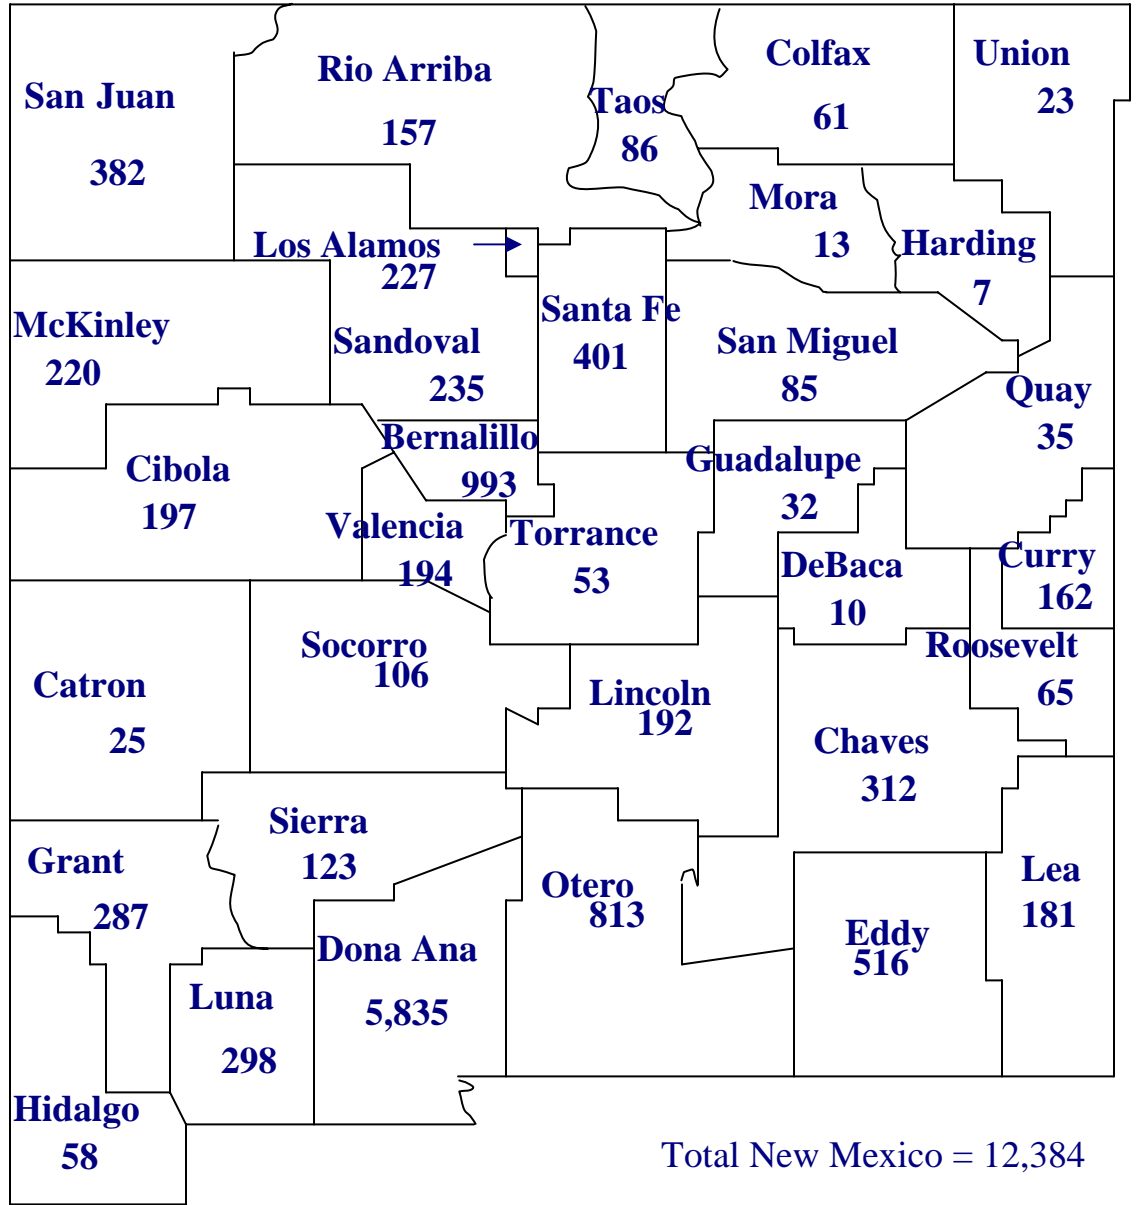 San Juan
382
Rio Arriba
157
Taos
86
Colfax
61
Union
23
Mora
13
Harding
7
Los Alamos
227
McKinley
220
Sandoval
235
Santa Fe
401
San Miguel
85
Quay
35
Cibola
197
Bernalillo
993
Guadalupe
32
Valencia
194
Torrance
53
DeBaca
10
Curry
162
Roosevelt
65
Socorro
106
Catron
25
Lincoln
192
Chaves
312
Sierra
123
Grant
287
Otero
813
Lea
181
Eddy
516
Dona Ana
5,835
Luna
298
Hidalgo
58
Total New Mexico = 12,384